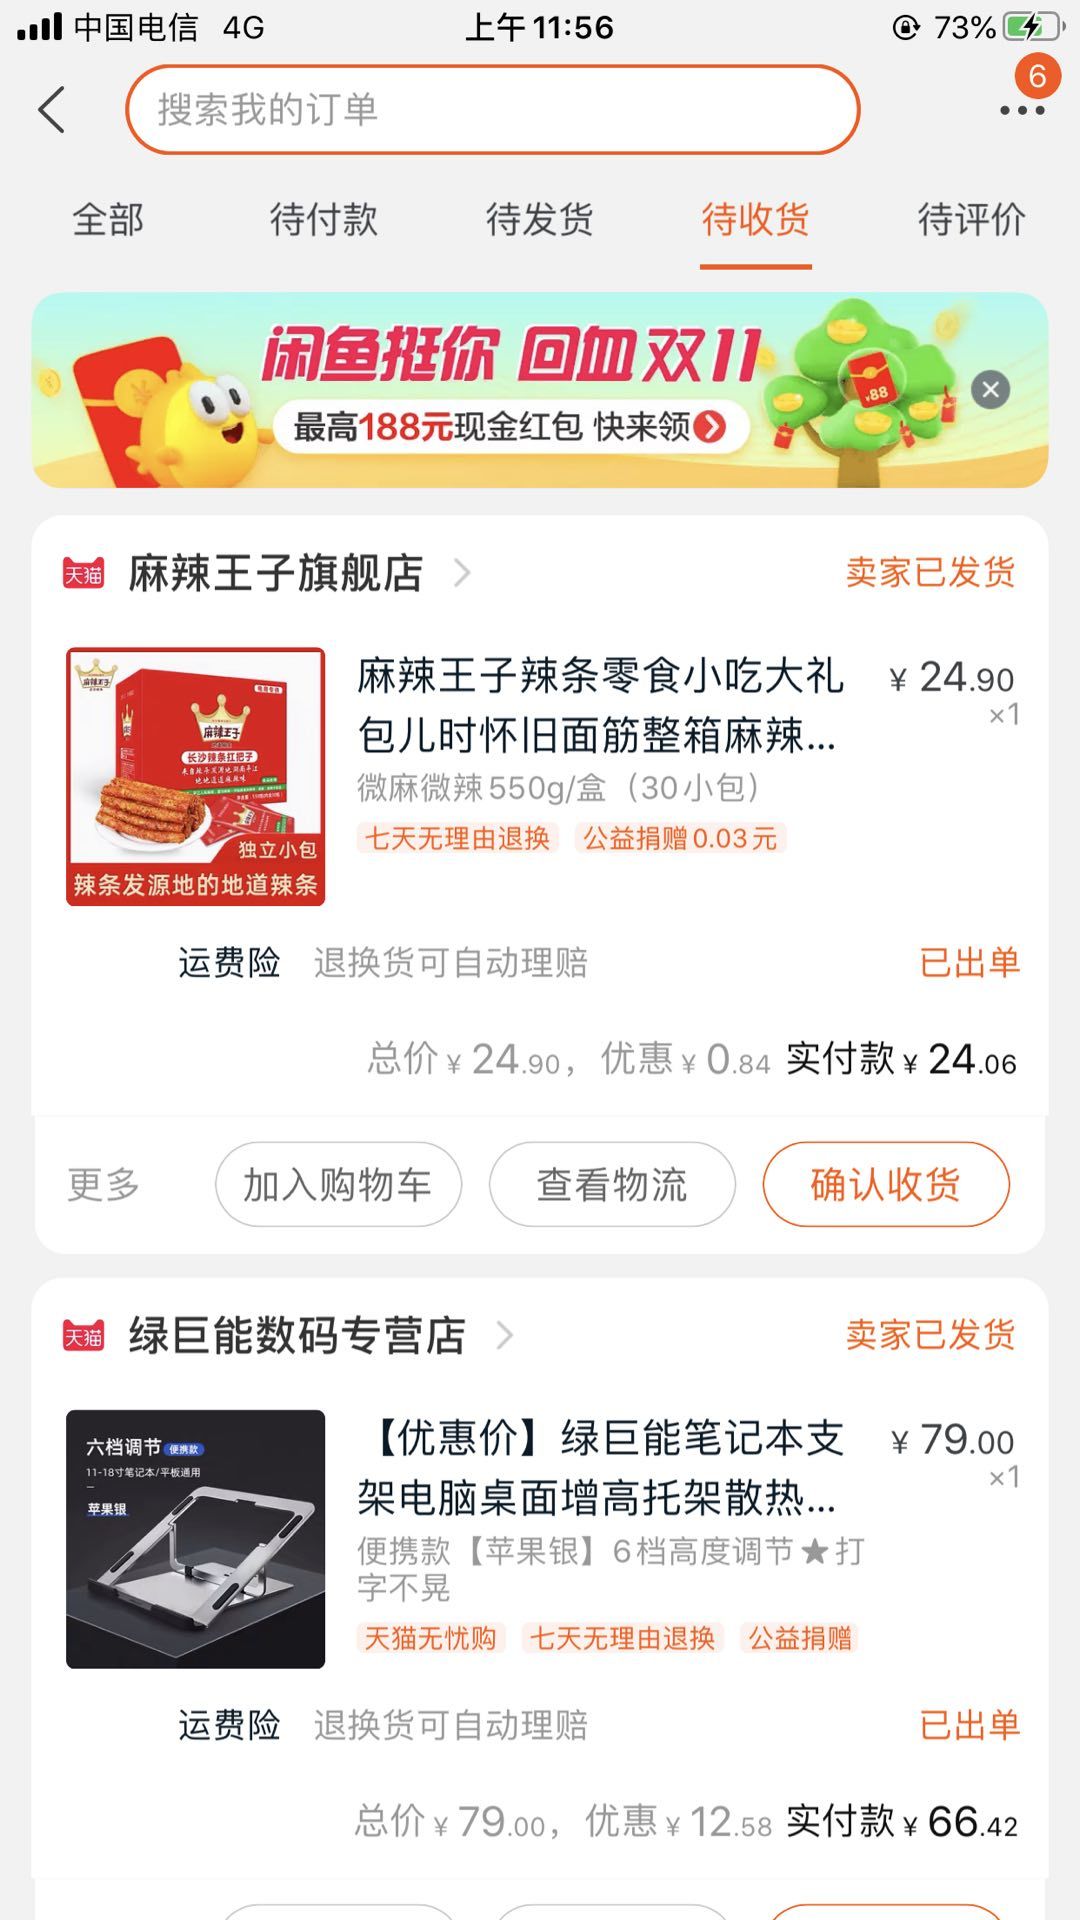 中国电信 4G
上午11:56
73%
6
搜索我的订单
全部
待付款
待发货
待收货
待评价
闲鱼挺你 回血双11
最高188元现金红包 快来领
¥88
天猫
麻辣王子旗舰店
卖家已发货
麻辣王子
麻辣王子
长沙辣条扛把子
独立小包
辣条发源地的地道辣条
麻辣王子辣条零食小吃大礼
包儿时怀旧面筋整箱麻辣...
¥ 24.90
×1
微麻微辣550g/盒（30小包）
七天无理由退换
公益捐赠0.03元
运费险
退换货可自动理赔
已出单
总价¥24.90，优惠¥0.84 实付款¥24.06
更多
加入购物车
查看物流
确认收货
天猫
绿巨能数码专营店
卖家已发货
六档调节 便携款
11-18寸笔记本/平板通用
苹果银
【优惠价】绿巨能笔记本支
架电脑桌面增高托架散热...
¥ 79.00
×1
便携款【苹果银】6档高度调节★打
字不晃
天猫无忧购
七天无理由退换
公益捐赠
运费险
退换货可自动理赔
已出单
总价¥79.00，优惠¥12.58 实付款¥66.42